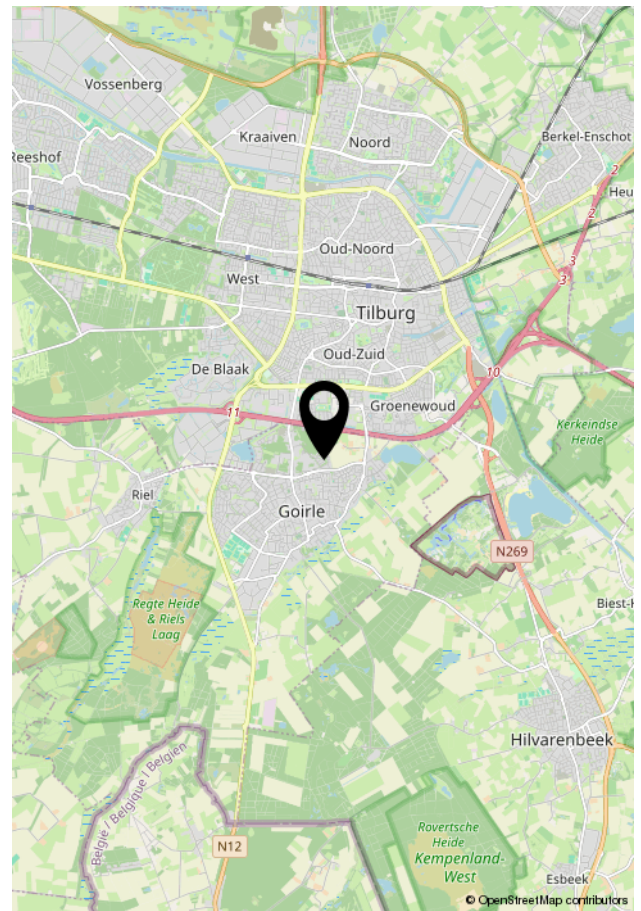 Vossenberg
Kraaiven
Noord
Berkel-Enschot
Reeshof
2
Heu
2
Oud-Noord
3
West
3
Tilburg
Oud-Zuid
De Blaak
10
Groenewoud
11
Kerkeindse
Heide
Riel
Goirle
N269
Regte Heide
& Riels
Laag
Biest-H
Hilvarenbeek
België / Belgique / Belgien
N12
Rovertsche
Heide
Kempenland-
West
Esbeek
© OpenStreetMap contributors